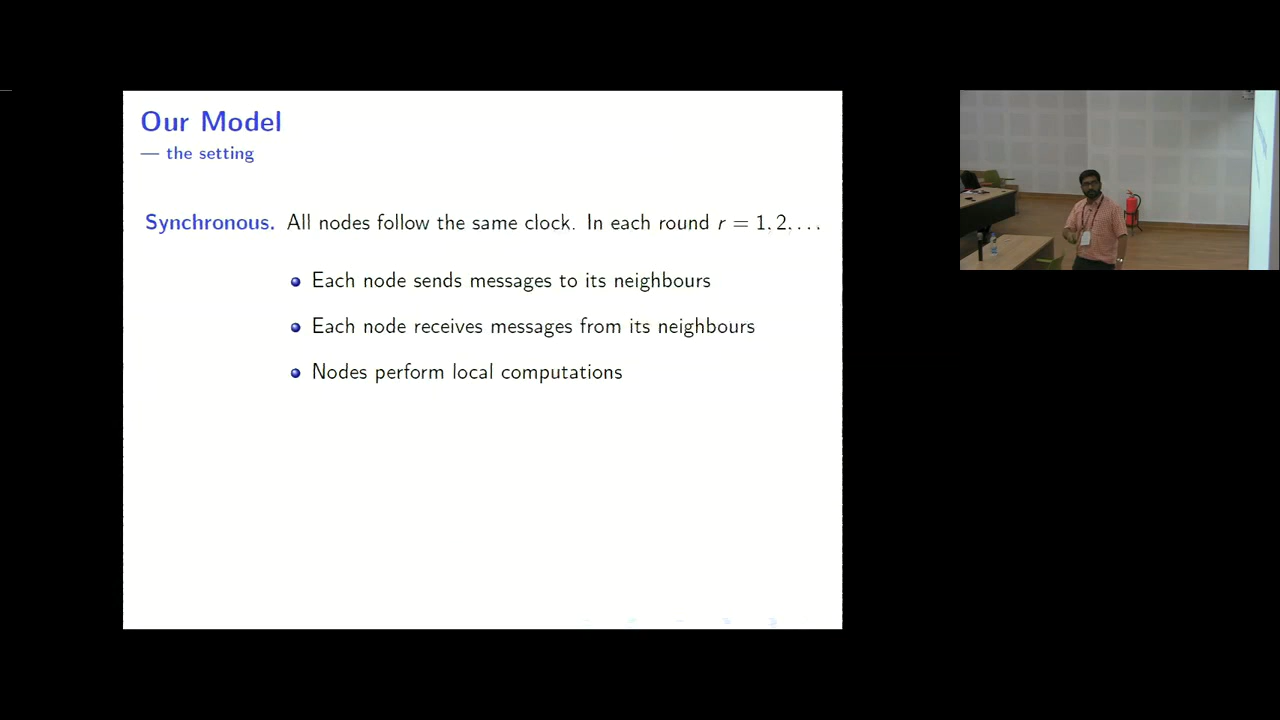 Our Model
— the setting
Synchronous. All nodes follow the same clock. In each round r = 1, 2, . . . .
Each node sends messages to its neighbours
Each node receives messages from its neighbours
Nodes perform local computations